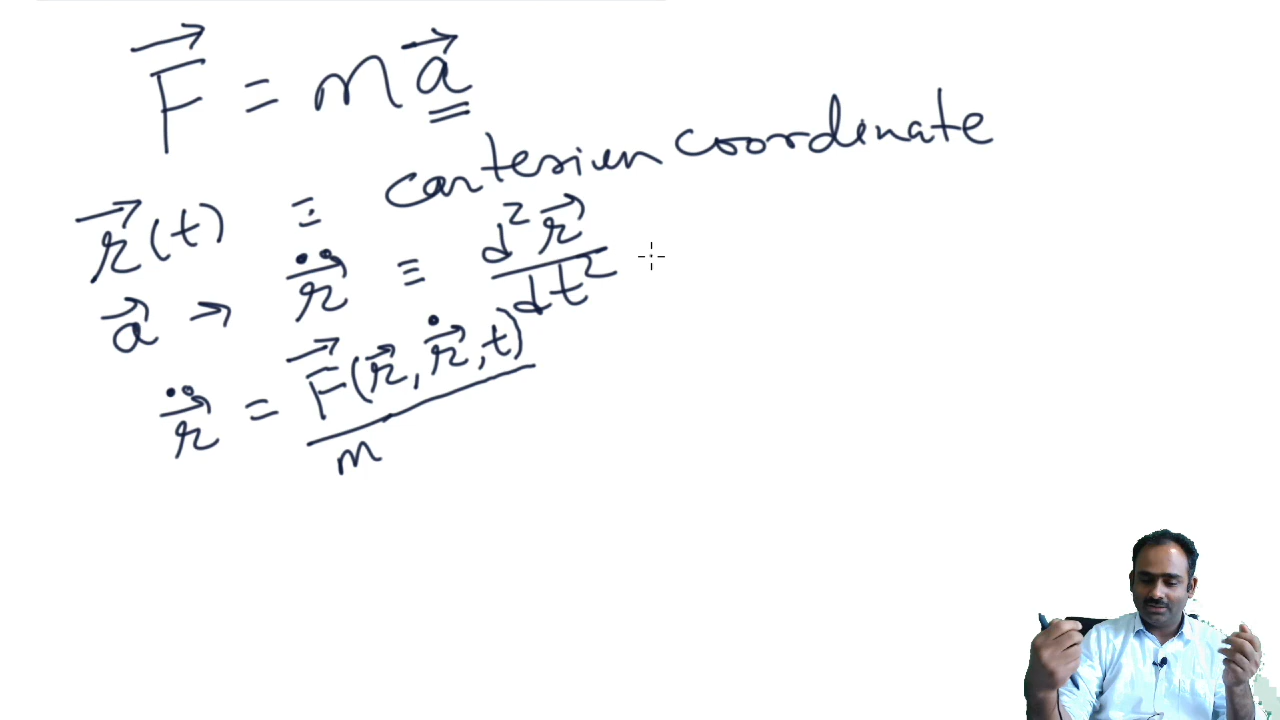 F⃗ = m a⃗
r⃗(t) ≡ cartesian coordinate
a⃗ → r⃗̈ ≡ d²r⃗/dt²
r⃗̈ = F⃗(r⃗, r⃗̇, t)/m